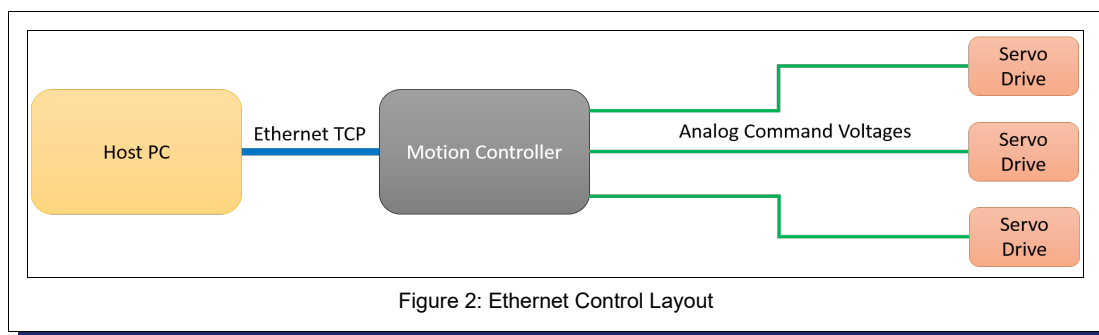 Servo
Drive
Ethernet TCP
Analog Command Voltages
Host PC
Motion Controller
Servo
Drive
Servo
Drive
Figure 2: Ethernet Control Layout